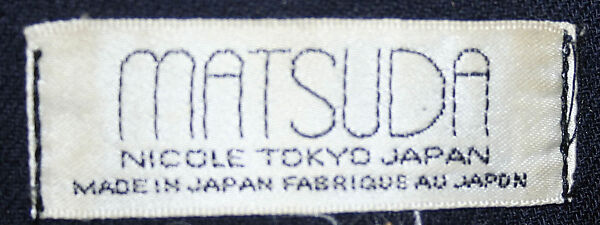 MATSUDA
NICOLE TOKYO JAPAN
MADE IN JAPAN FABRIQUE AU JAPON